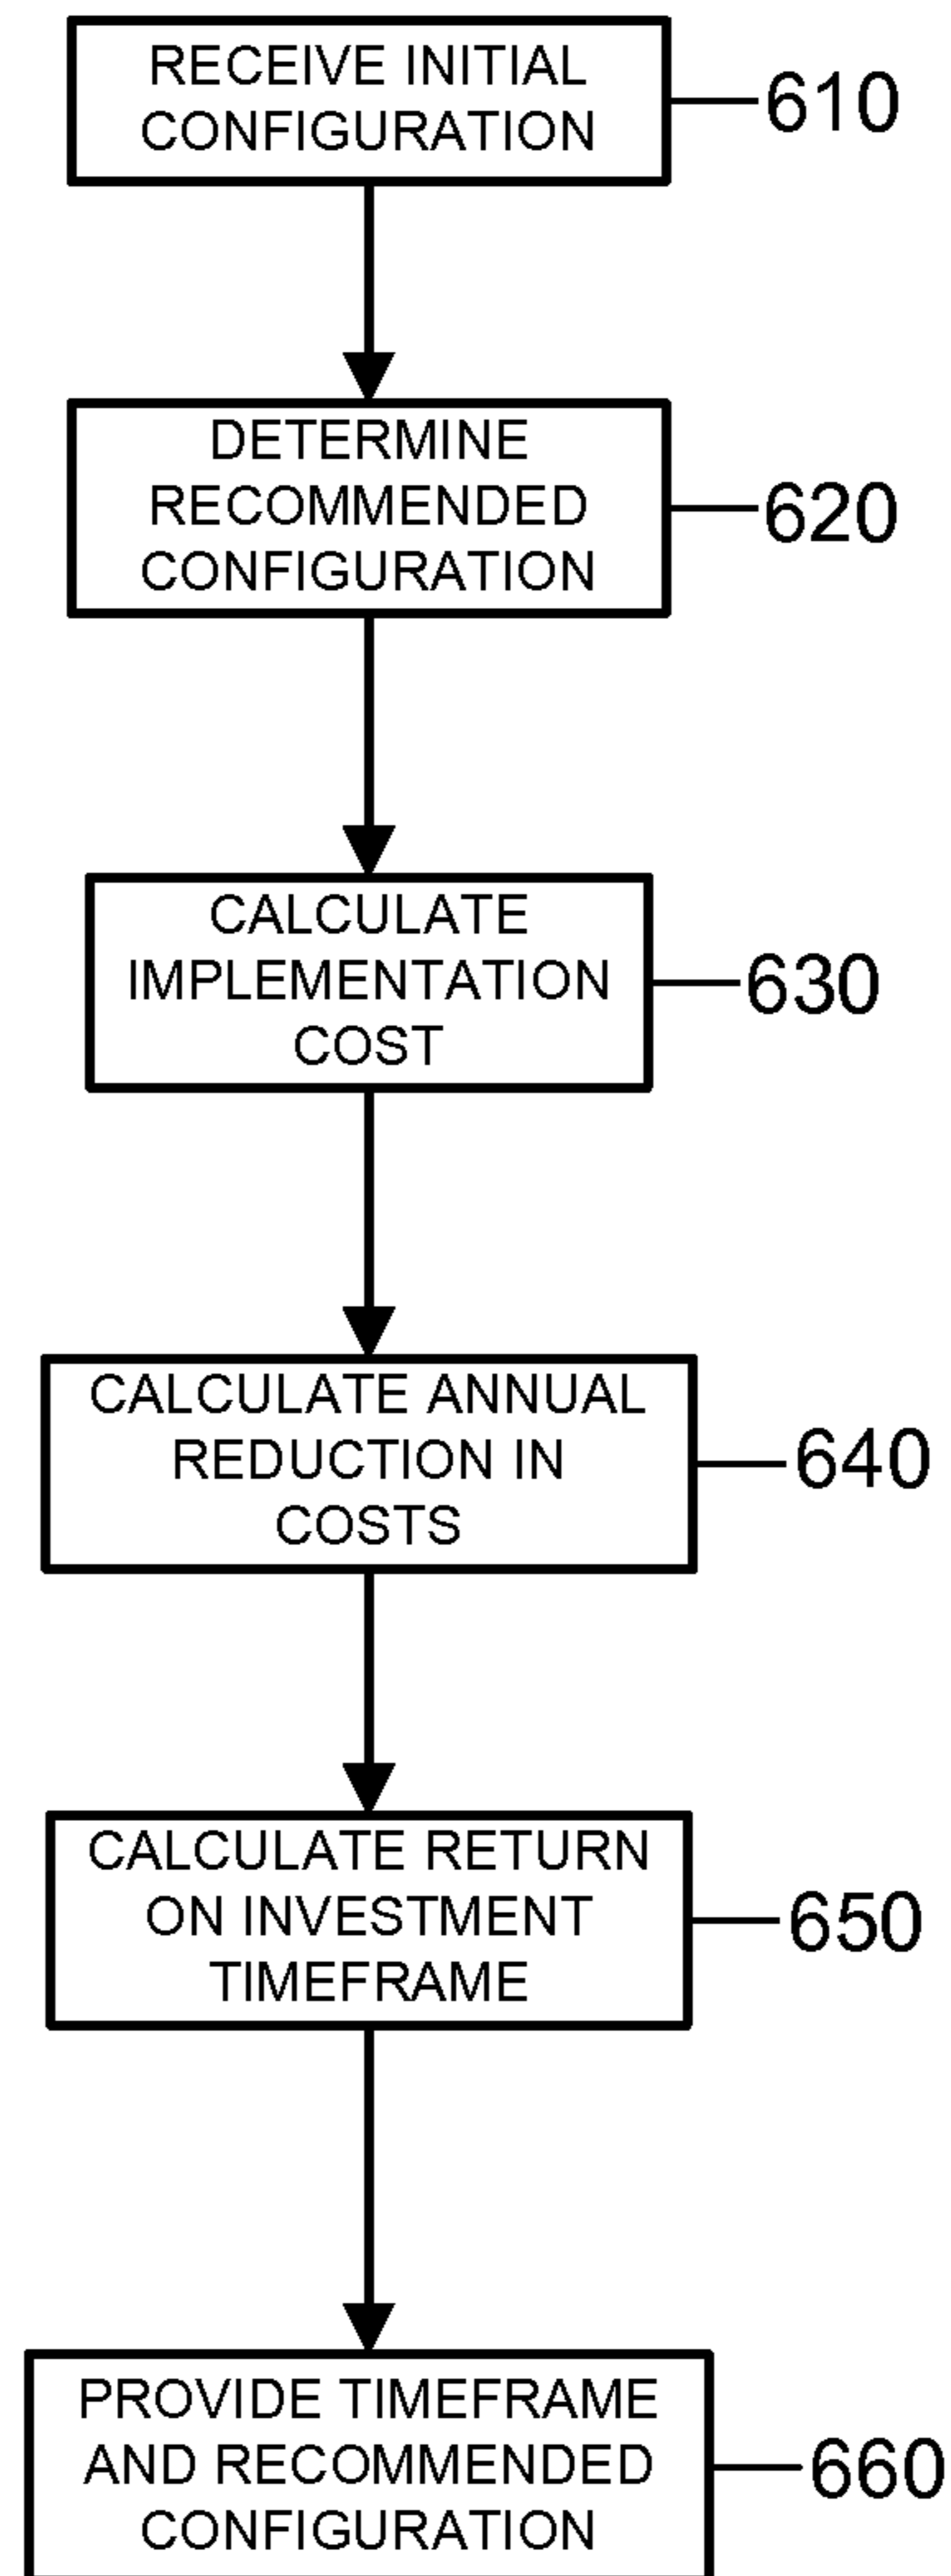 RECEIVE INITIAL
CONFIGURATION
610
DETERMINE
RECOMMENDED
CONFIGURATION
620
CALCULATE
IMPLEMENTATION
COST
630
CALCULATE ANNUAL
REDUCTION IN
COSTS
640
CALCULATE RETURN
ON INVESTMENT
TIMEFRAME
650
PROVIDE TIMEFRAME
AND RECOMMENDED
CONFIGURATION
660